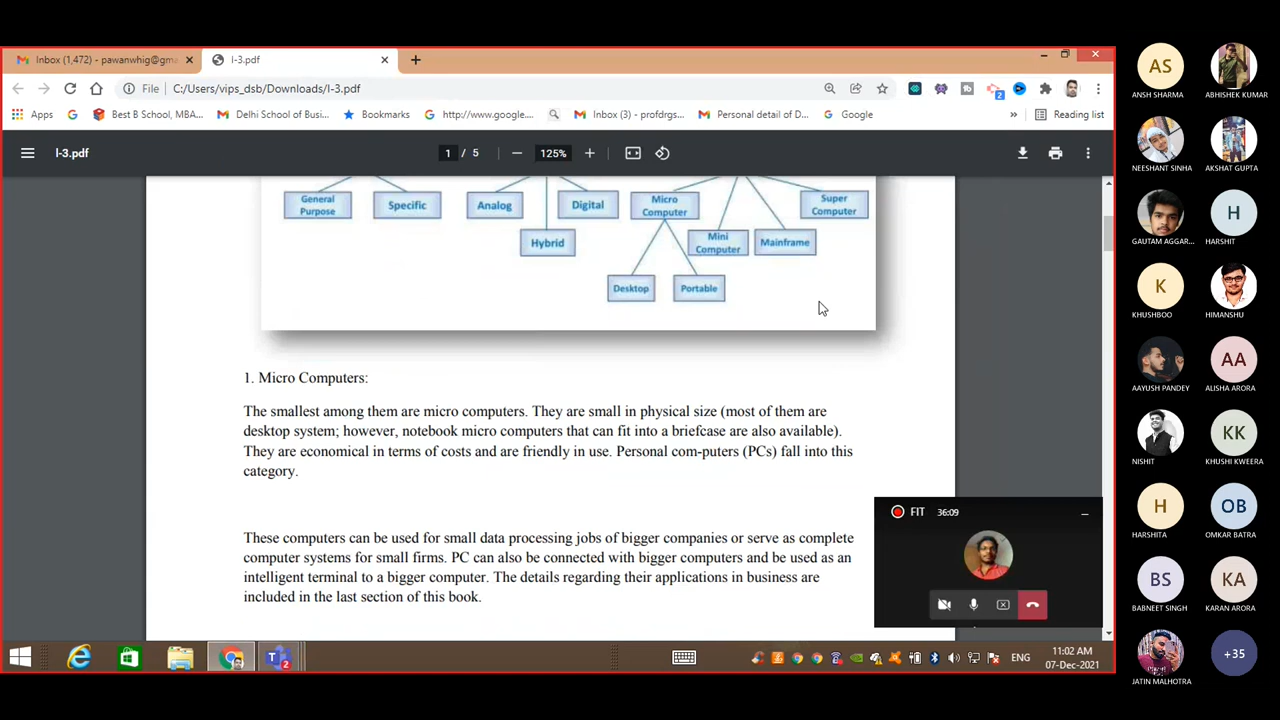 Inbox (1,472) - pawanwhig@gma
l-3.pdf
File
C:/Users/vips_dsb/Downloads/l-3.pdf
2
Apps
Best B School, MBA...
Delhi School of Busi...
Bookmarks
http://www.google....
Inbox (3) - profdrgs...
Personal detail of D...
Google
»
Reading list
l-3.pdf
1 / 5
125%
General Purpose
Specific
Analog
Digital
Hybrid
Micro Computer
Super Computer
Mini Computer
Mainframe
Desktop
Portable
1. Micro Computers:
The smallest among them are micro computers. They are small in physical size (most of them are
desktop system; however, notebook micro computers that can fit into a briefcase are also available).
They are economical in terms of costs and are friendly in use. Personal com-puters (PCs) fall into this
category.
These computers can be used for small data processing jobs of bigger companies or serve as complete
computer systems for small firms. PC can also be connected with bigger computers and be used as an
intelligent terminal to a bigger computer. The details regarding their applications in business are
included in the last section of this book.
FIT
36:09
2
ENG
11:02 AM
07-Dec-2021
AS
ANSH SHARMA
ABHISHEK KUMAR
NEESHANT SINHA
AKSHAT GUPTA
GAUTAM AGGAR...
H
HARSHIT
K
KHUSHBOO
HIMANSHU
AAYUSH PANDEY
AA
ALISHA ARORA
NISHIT
KK
KHUSHI KWEERA
H
HARSHITA
OB
OMKAR BATRA
BS
BABNEET SINGH
KA
KARAN ARORA
JATIN MALHOTRA
+35